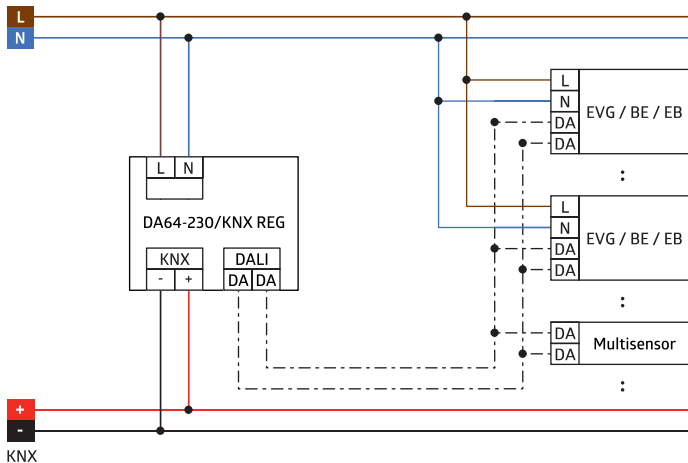 L
N
L
N
DA
DA
EVG / BE / EB
:
L N
DA64-230/KNX REG
KNX
- +
DALI
DA DA
L
N
DA
DA
EVG / BE / EB
:
DA
DA
Multisensor
:
+
-
KNX